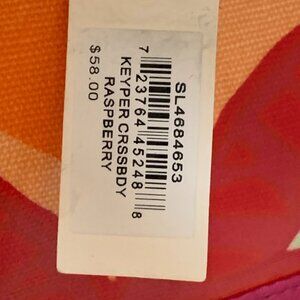 SL4684653
7 23764 45248 8
KEYPER CRSSBDY
RASPBERRY
$58.00